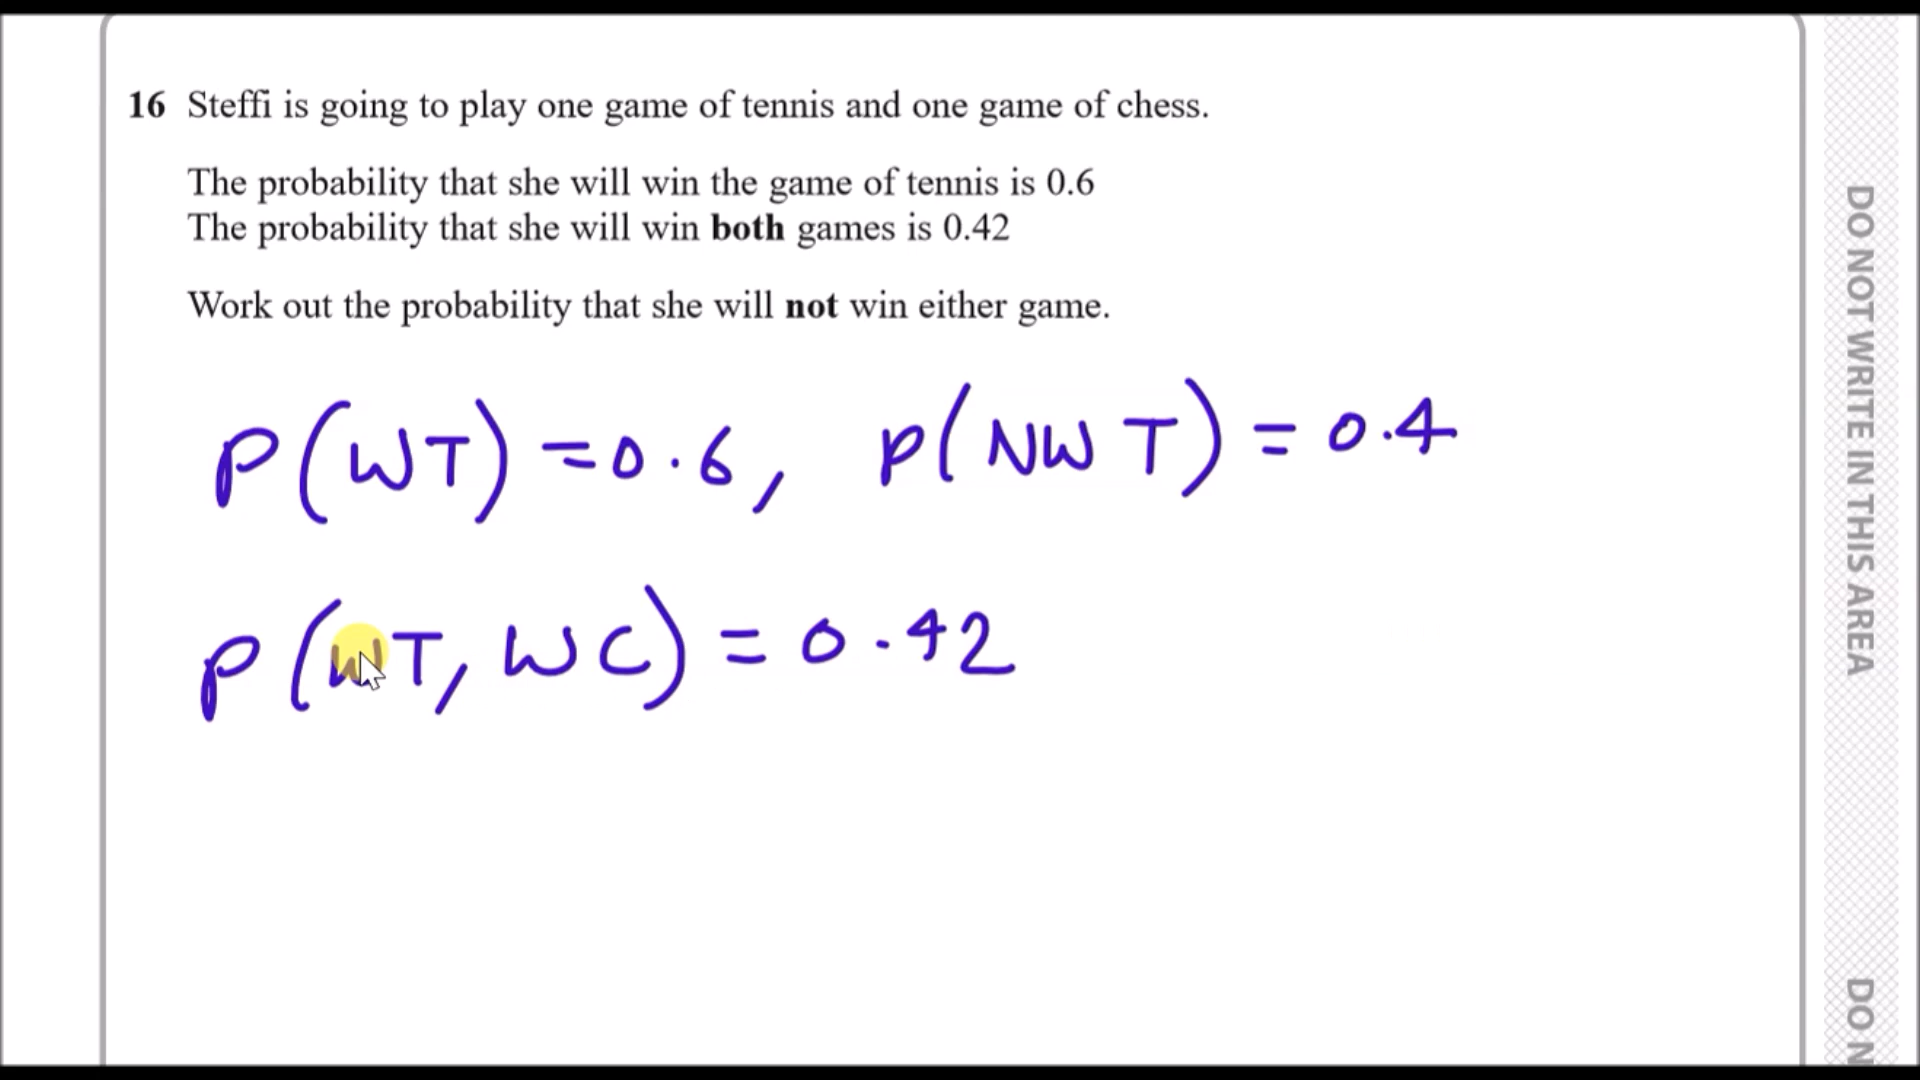 16 Steffi is going to play one game of tennis and one game of chess.
The probability that she will win the game of tennis is 0.6
The probability that she will win both games is 0.42
Work out the probability that she will not win either game.
P(WT) = 0.6, P(NWT) = 0.4
P(WT, WC) = 0.42
DO NOT WRITE IN THIS AREA
DO N